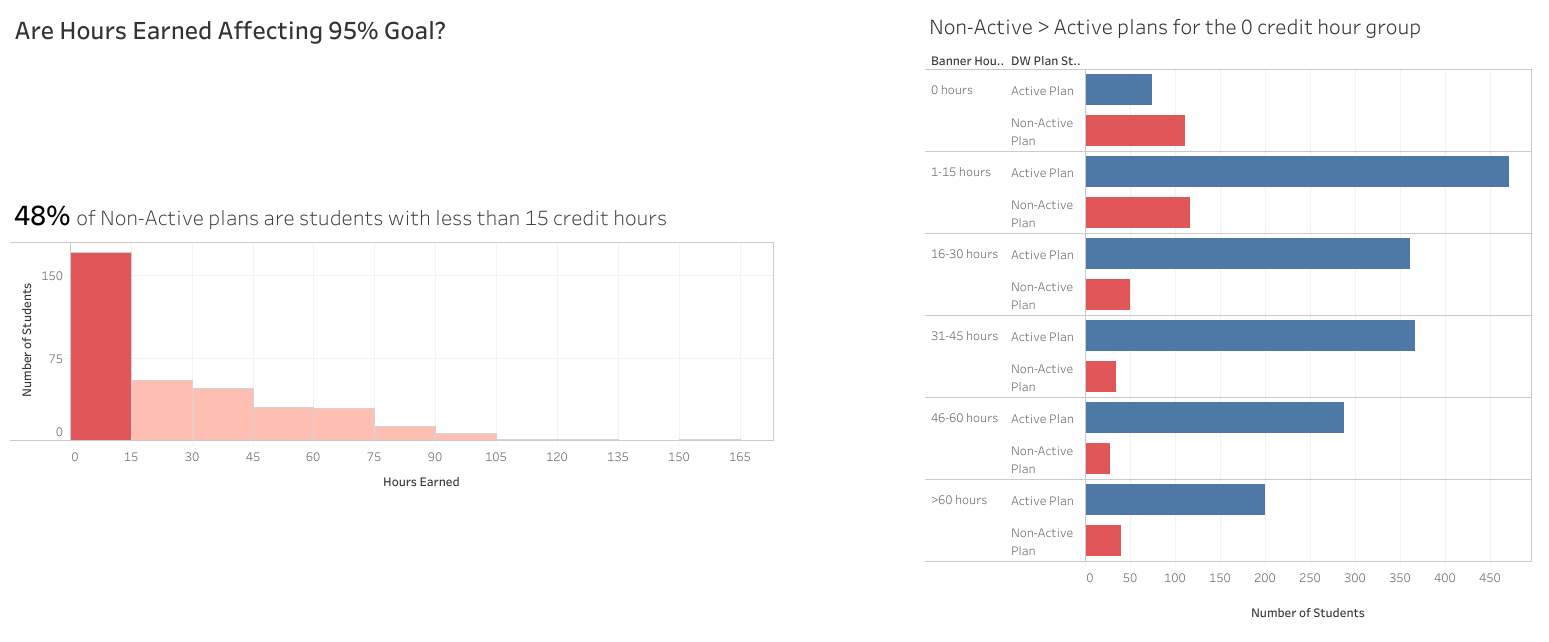 Are Hours Earned Affecting 95% Goal?
48% of Non-Active plans are students with less than 15 credit hours
150
75
0
Number of Students
0 15 30 45 60 75 90 105 120 135 150 165
Hours Earned
Non-Active > Active plans for the 0 credit hour group
Banner Hou.. DW Plan St..
0 hours Active Plan
Non-Active
Plan
1-15 hours Active Plan
Non-Active
Plan
16-30 hours Active Plan
Non-Active
Plan
31-45 hours Active Plan
Non-Active
Plan
46-60 hours Active Plan
Non-Active
Plan
>60 hours Active Plan
Non-Active
Plan
0 50 100 150 200 250 300 350 400 450
Number of Students